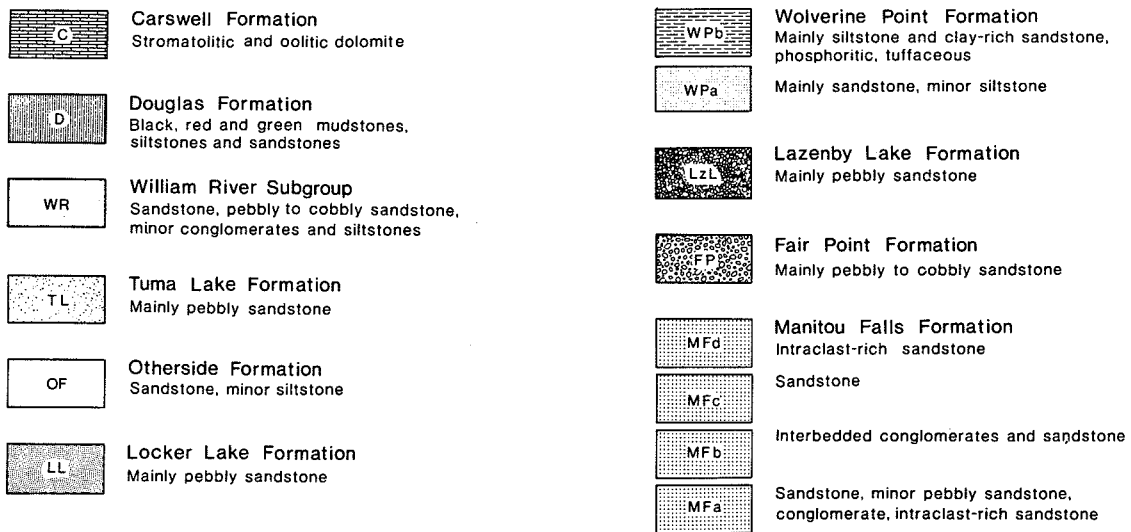 C
Carswell Formation
Stromatolitic and oolitic dolomite
D
Douglas Formation
Black, red and green mudstones,
siltstones and sandstones
WR
William River Subgroup
Sandstone, pebbly to cobbly sandstone,
minor conglomerates and siltstones
TL
Tuma Lake Formation
Mainly pebbly sandstone
OF
Otherside Formation
Sandstone, minor siltstone
LL
Locker Lake Formation
Mainly pebbly sandstone
WPb
Wolverine Point Formation
Mainly siltstone and clay-rich sandstone,
phosphoritic, tuffaceous
WPa
Mainly sandstone, minor siltstone
LzL
Lazenby Lake Formation
Mainly pebbly sandstone
FP
Fair Point Formation
Mainly pebbly to cobbly sandstone
MFd
Manitou Falls Formation
Intraclast-rich sandstone
MFc
Sandstone
MFb
Interbedded conglomerates and sandstone
MFa
Sandstone, minor pebbly sandstone,
conglomerate, intraclast-rich sandstone